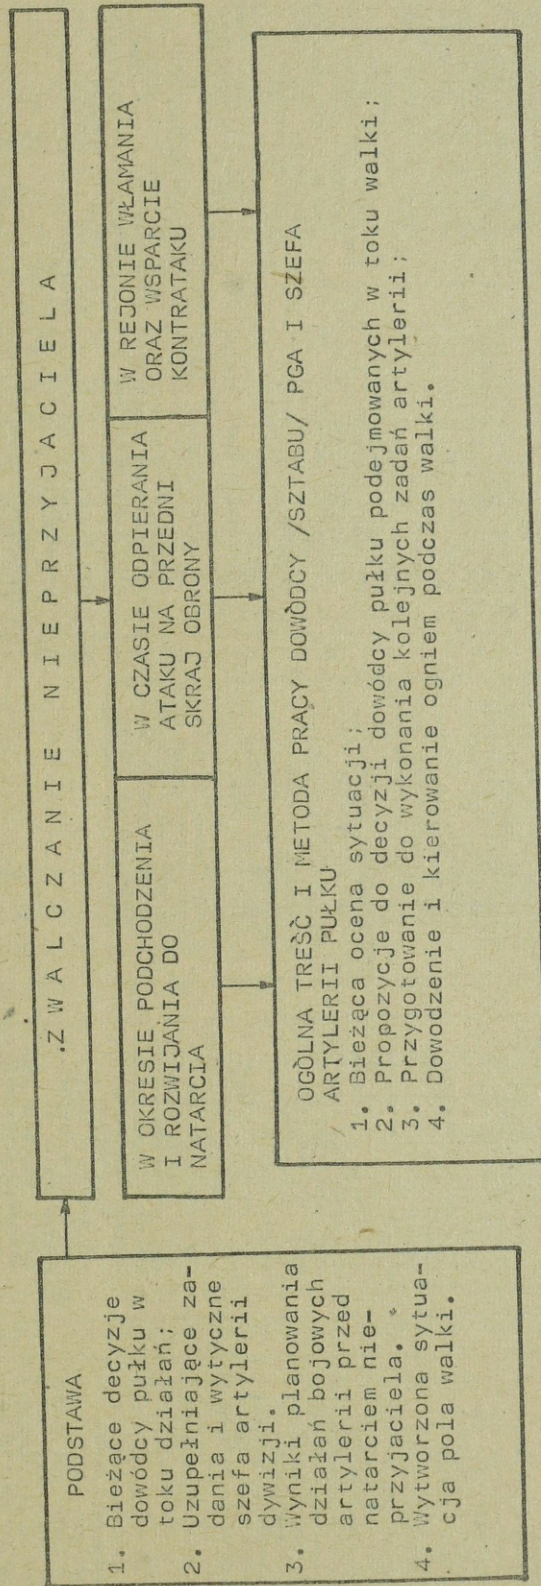 PODSTAWA
1. Bieżące decyzje
dowódcy pułku w
toku działań;
2. Uzupełniające za-
dania i wytyczne
szefa artylerii
dywizji.
3. Wyniki planowania
działań bojowych
artylerii przed
natarciem nie-
przyjaciela.
4. Wytworzona sytua-
cja pola walki.
Z W A L C Z A N I E   N I E P R Z Y J A C I E L A
W OKRESIE PODCHODZENIA
I ROZWIJANIA DO
NATARCIA
W CZASIE ODPIERANIA
ATAKU NA PRZEDNI
SKRAJ OBRONY
W REJONIE WŁAMANIA
ORAZ WSPARCIE
KONTRATAKU
OGÓLNA TREŚĆ I METODA PRACY DOWÓDCY /SZTABU/ PGA I SZEFA
ARTYLERII PUŁKU
1. Bieżąca ocena sytuacji;
2. Propozycje do decyzji dowódcy pułku podejmowanych w toku walki;
3. Przygotowanie do wykonania kolejnych zadań artylerii;
4. Dowodzenie i kierowanie ogniem podczas walki.